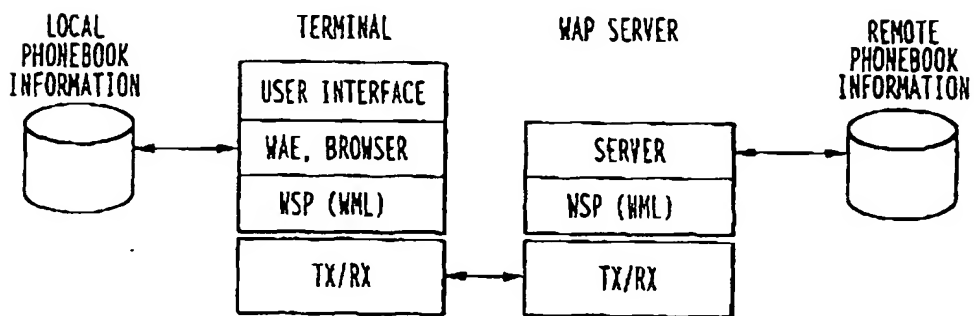 LOCAL
PHONEBOOK
INFORMATION
TERMINAL
USER INTERFACE
WAE, BROWSER
WSP (WML)
TX/RX
WAP SERVER
SERVER
WSP (WML)
TX/RX
REMOTE
PHONEBOOK
INFORMATION